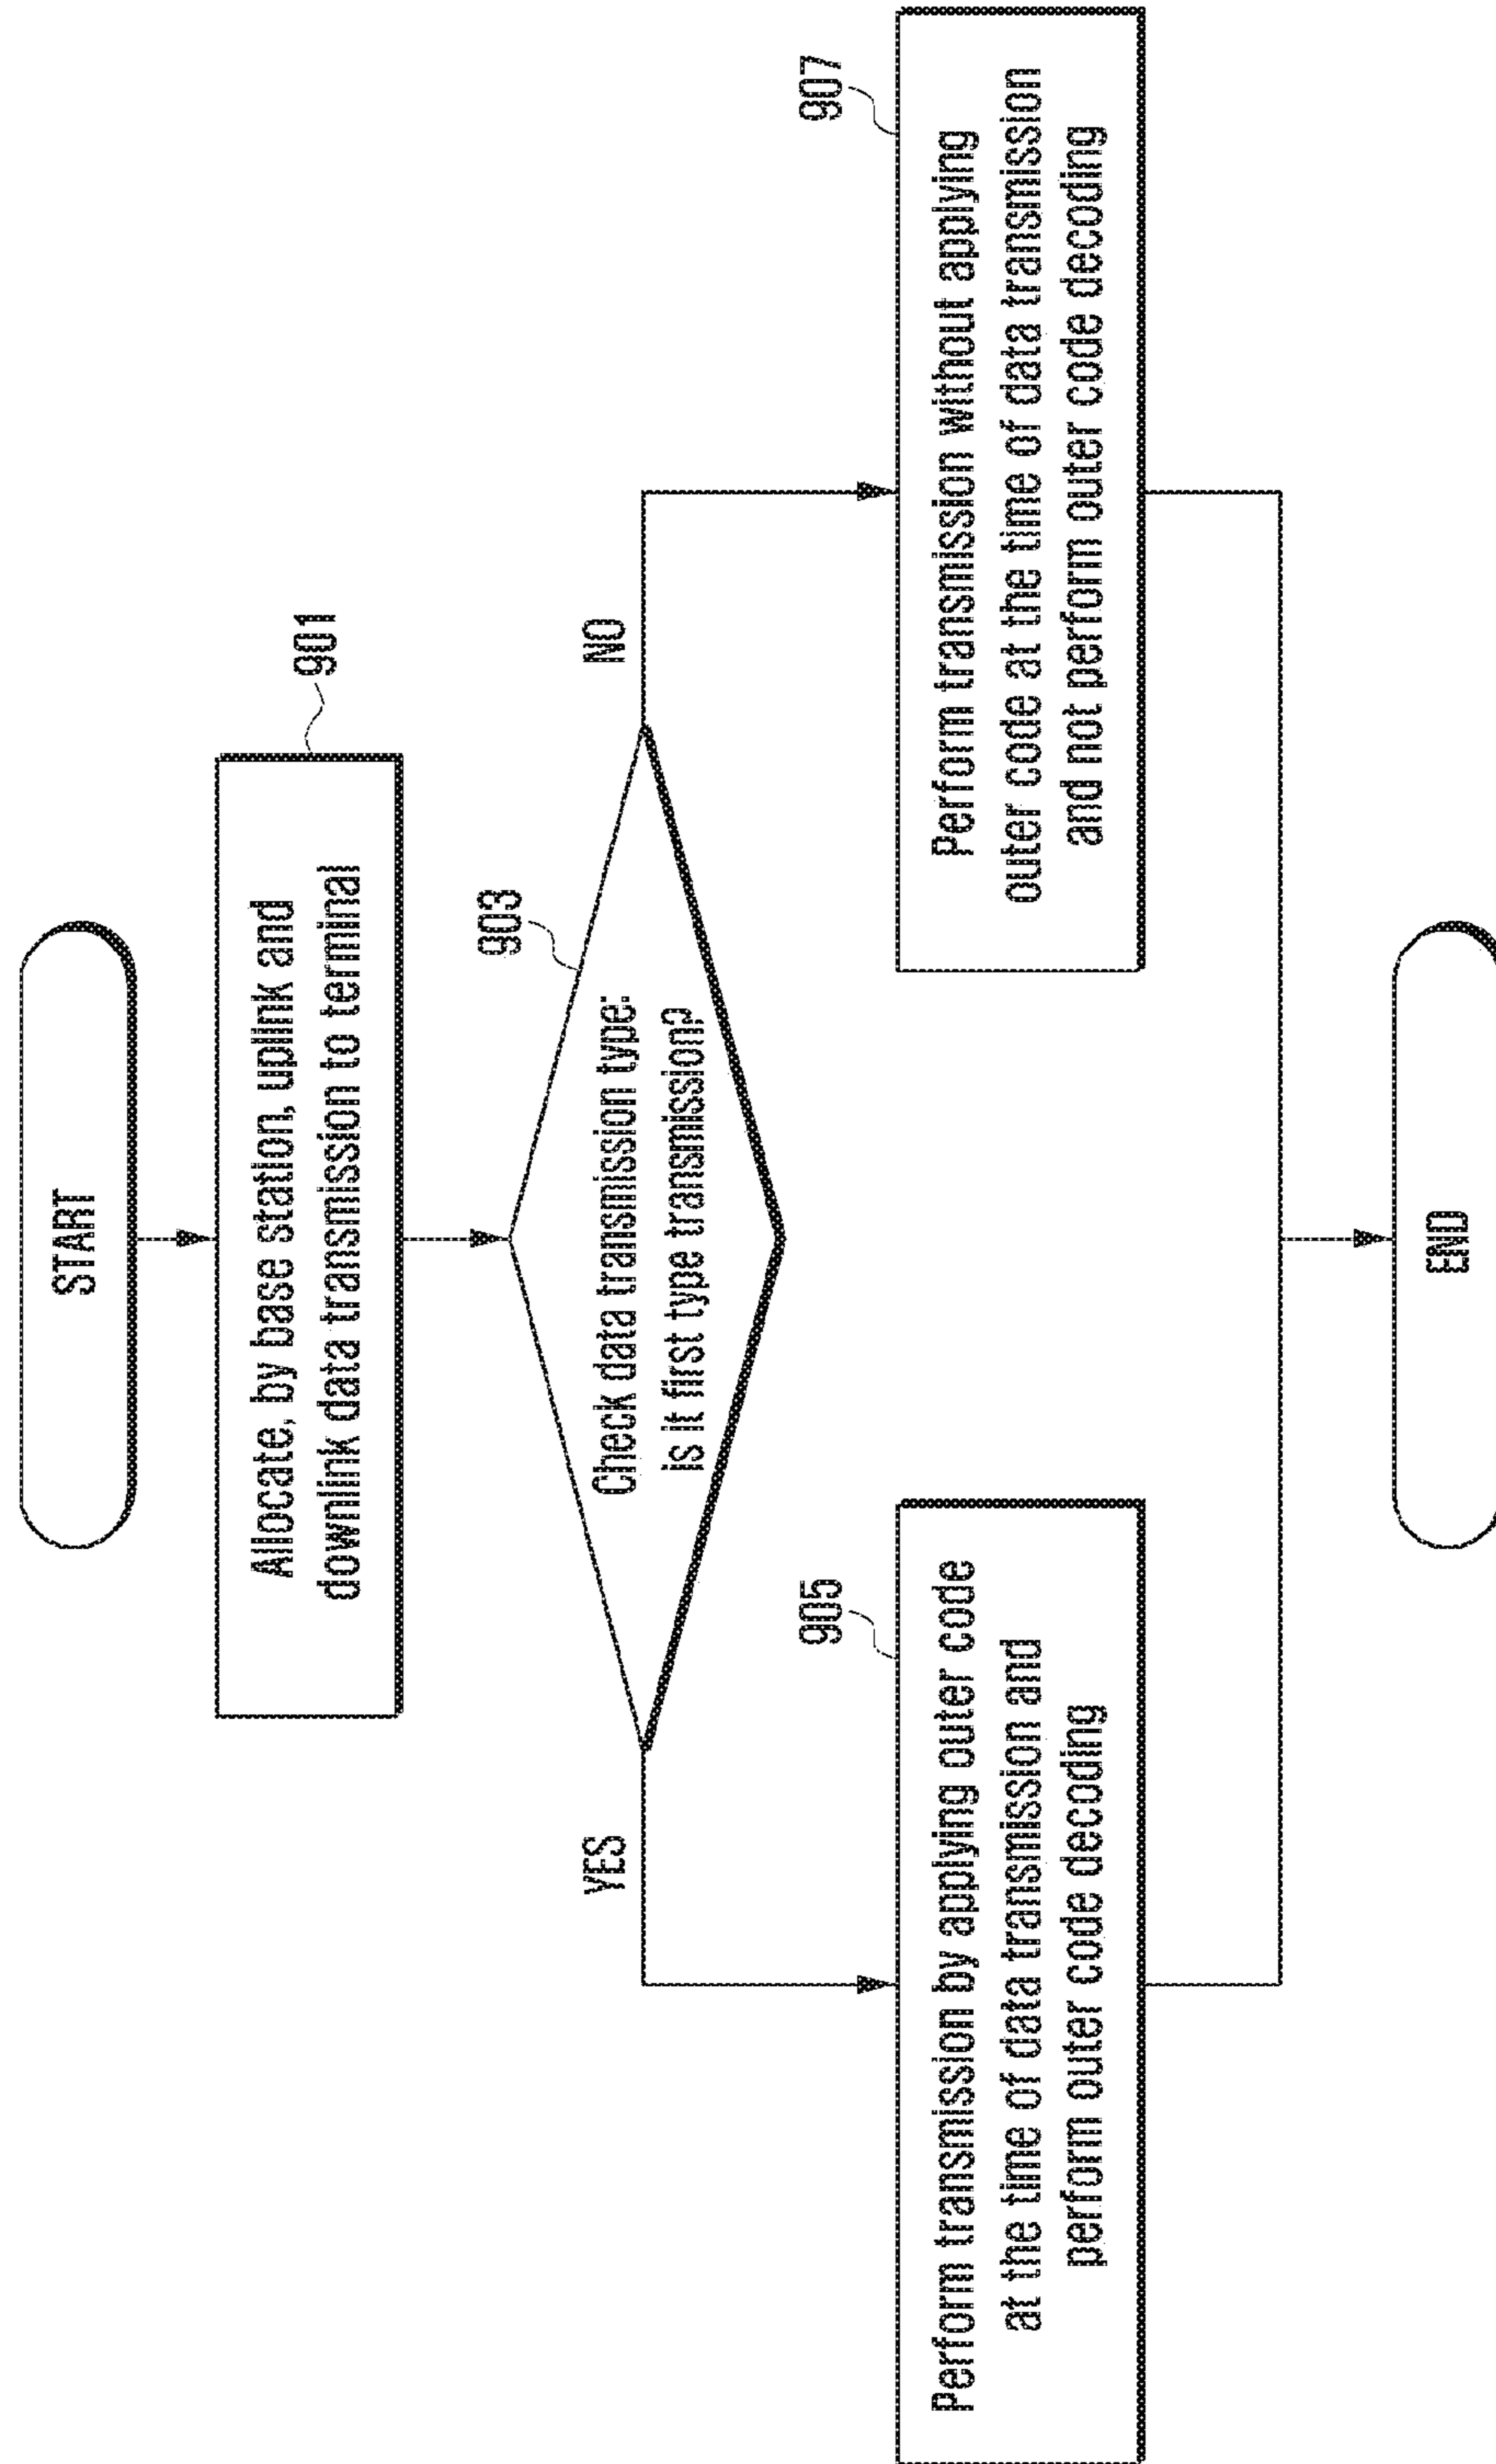 START
901
Allocate, by base station, uplink and
downlink data transmission to terminal
903
Check data transmission type:
is it first type transmission?
YES
NO
905
Perform transmission by applying outer code
at the time of data transmission and
perform outer code decoding
907
Perform transmission without applying
outer code at the time of data transmission
and not perform outer code decoding
END